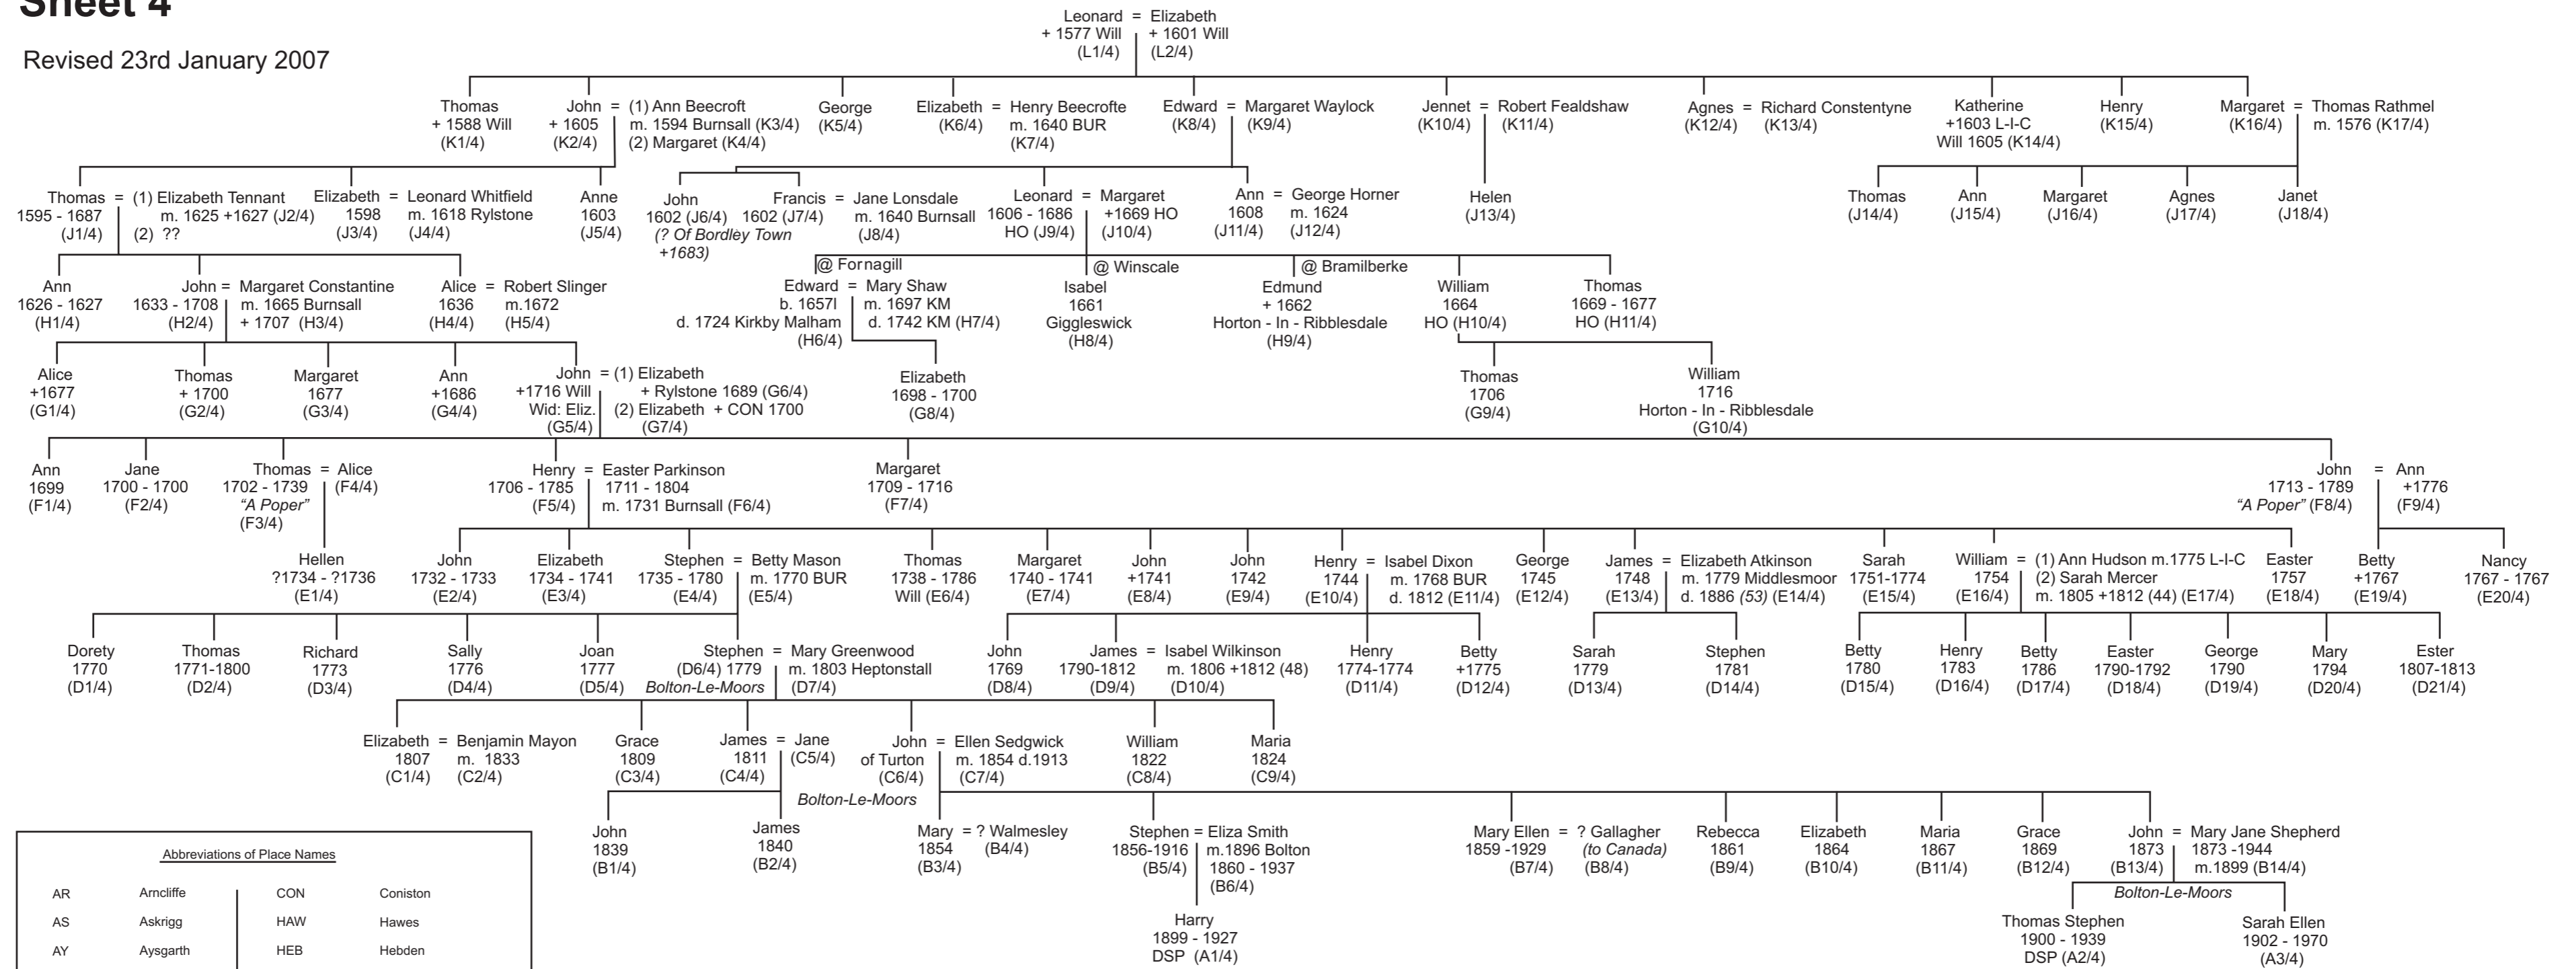 Sheet 4
Revised 23rd January 2007
Leonard = Elizabeth
+ 1577 Will + 1601 Will
(L1/4) (L2/4)
Thomas
+ 1588 Will
(K1/4)
John = (1) Ann Beecroft
+ 1605 m. 1594 Burnsall (K3/4)
(K2/4) (2) Margaret (K4/4)
George
(K5/4)
Elizabeth = Henry Beecrofte
(K6/4) m. 1640 BUR
(K7/4)
Edward = Margaret Waylock
(K8/4) (K9/4)
Jennet = Robert Fealdshaw
(K10/4) (K11/4)
Agnes = Richard Constentyne
(K12/4) (K13/4)
Katherine
+1603 L-I-C
Will 1605 (K14/4)
Henry
(K15/4)
Margaret = Thomas Rathmel
(K16/4) m. 1576 (K17/4)
Thomas = (1) Elizabeth Tennant
1595 - 1687 m. 1625 +1627 (J2/4)
(J1/4) (2) ??
Elizabeth = Leonard Whitfield
1598 m. 1618 Rylstone
(J3/4) (J4/4)
Anne
1603
(J5/4)
John
1602 (J6/4)
(? Of Bordley Town
+1683)
Francis = Jane Lonsdale
1602 (J7/4) m. 1640 Burnsall
(J8/4)
Leonard = Margaret
1606 - 1686 +1669 HO
HO (J9/4) (J10/4)
Ann = George Horner
1608 m. 1624
(J11/4) (J12/4)
Helen
(J13/4)
Thomas
(J14/4)
Ann
(J15/4)
Margaret
(J16/4)
Agnes
(J17/4)
Janet
(J18/4)
Ann
1626 - 1627
(H1/4)
John = Margaret Constantine
1633 - 1708 m. 1665 Burnsall
(H2/4) + 1707 (H3/4)
Alice = Robert Slinger
1636 m.1672
(H4/4) (H5/4)
@ Fornagill
Edward = Mary Shaw
b. 1657l m. 1697 KM
d. 1724 Kirkby Malham d. 1742 KM (H7/4)
(H6/4)
@ Winscale
Isabel
1661
Giggleswick
(H8/4)
@ Bramilberke
Edmund
+ 1662
Horton - In - Ribblesdale
(H9/4)
William
1664
HO (H10/4)
Thomas
1669 - 1677
HO (H11/4)
Alice
+1677
(G1/4)
Thomas
+ 1700
(G2/4)
Margaret
1677
(G3/4)
Ann
+1686
(G4/4)
John = (1) Elizabeth
+1716 Will + Rylstone 1689 (G6/4)
Wid: Eliz. (2) Elizabeth + CON 1700
(G5/4) (G7/4)
Elizabeth
1698 - 1700
(G8/4)
Thomas
1706
(G9/4)
William
1716
Horton - In - Ribblesdale
(G10/4)
Ann
1699
(F1/4)
Jane
1700 - 1700
(F2/4)
Thomas = Alice
1702 - 1739 (F4/4)
“A Poper”
(F3/4)
Henry = Easter Parkinson
1706 - 1785 1711 - 1804
(F5/4) m. 1731 Burnsall (F6/4)
Margaret
1709 - 1716
(F7/4)
John = Ann
1713 - 1789 +1776
“A Poper” (F8/4) (F9/4)
Hellen
?1734 - ?1736
(E1/4)
John
1732 - 1733
(E2/4)
Elizabeth
1734 - 1741
(E3/4)
Stephen = Betty Mason
1735 - 1780 m. 1770 BUR
(E4/4) (E5/4)
Thomas
1738 - 1786
Will (E6/4)
Margaret
1740 - 1741
(E7/4)
John
+1741
(E8/4)
John
1742
(E9/4)
Henry = Isabel Dixon
1744 m. 1768 BUR
(E10/4) d. 1812 (E11/4)
George
1745
(E12/4)
James = Elizabeth Atkinson
1748 m. 1779 Middlesmoor
(E13/4) d. 1886 (53) (E14/4)
Sarah
1751-1774
(E15/4)
William = (1) Ann Hudson m.1775 L-I-C
1754 (2) Sarah Mercer
(E16/4) m. 1805 +1812 (44) (E17/4)
Easter
1757
(E18/4)
Betty
+1767
(E19/4)
Nancy
1767 - 1767
(E20/4)
Dorety
1770
(D1/4)
Thomas
1771-1800
(D2/4)
Richard
1773
(D3/4)
Sally
1776
(D4/4)
Joan
1777
(D5/4)
Stephen = Mary Greenwood
(D6/4) 1779 m. 1803 Heptonstall
Bolton-Le-Moors (D7/4)
John
1769
(D8/4)
James = Isabel Wilkinson
1790-1812 m. 1806 +1812 (48)
(D9/4) (D10/4)
Henry
1774-1774
(D11/4)
Betty
+1775
(D12/4)
Sarah
1779
(D13/4)
Stephen
1781
(D14/4)
Betty
1780
(D15/4)
Henry
1783
(D16/4)
Betty
1786
(D17/4)
Easter
1790-1792
(D18/4)
George
1790
(D19/4)
Mary
1794
(D20/4)
Ester
1807-1813
(D21/4)
Elizabeth = Benjamin Mayon
1807 m. 1833
(C1/4) (C2/4)
Grace
1809
(C3/4)
James = Jane
1811 (C5/4)
(C4/4)
John = Ellen Sedgwick
of Turton m. 1854 d.1913
(C6/4) (C7/4)
William
1822
(C8/4)
Maria
1824
(C9/4)
Bolton-Le-Moors
John
1839
(B1/4)
James
1840
(B2/4)
Mary = ? Walmesley
1854 (B4/4)
(B3/4)
Stephen = Eliza Smith
1856-1916 m.1896 Bolton
(B5/4) 1860 - 1937
(B6/4)
Mary Ellen = ? Gallagher
1859 -1929 (to Canada)
(B7/4) (B8/4)
Rebecca
1861
(B9/4)
Elizabeth
1864
(B10/4)
Maria
1867
(B11/4)
Grace
1869
(B12/4)
John = Mary Jane Shepherd
1873 1873 -1944
(B13/4) m.1899 (B14/4)
Bolton-Le-Moors
Harry
1899 - 1927
DSP (A1/4)
Thomas Stephen
1900 - 1939
DSP (A2/4)
Sarah Ellen
1902 - 1970
(A3/4)
Abbreviations of Place Names
AR Arncliffe CON Coniston
AS Askrigg HAW Hawes
AY Aysgarth HEB Hebden